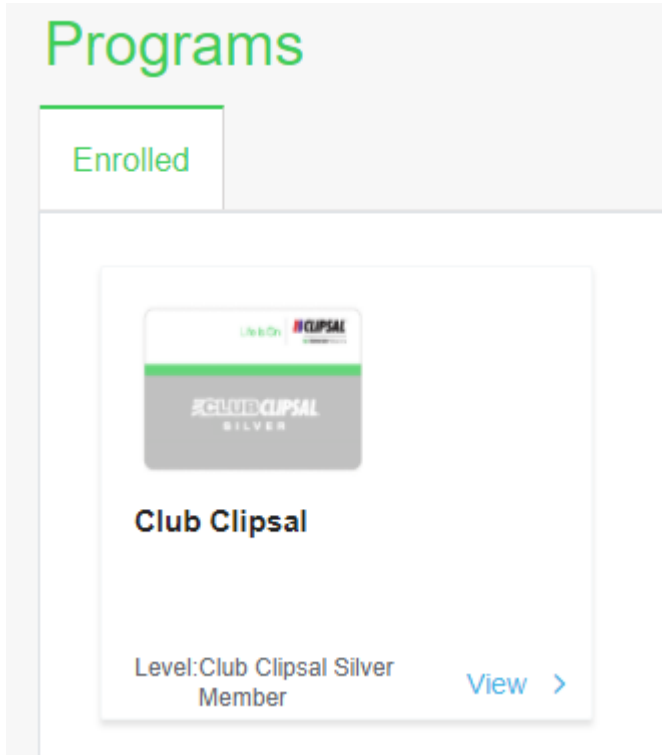 Programs
Enrolled
Life Is On CLIPSAL
CLUB CLIPSAL
SILVER
Club Clipsal
Level:Club Clipsal Silver
Member
View >